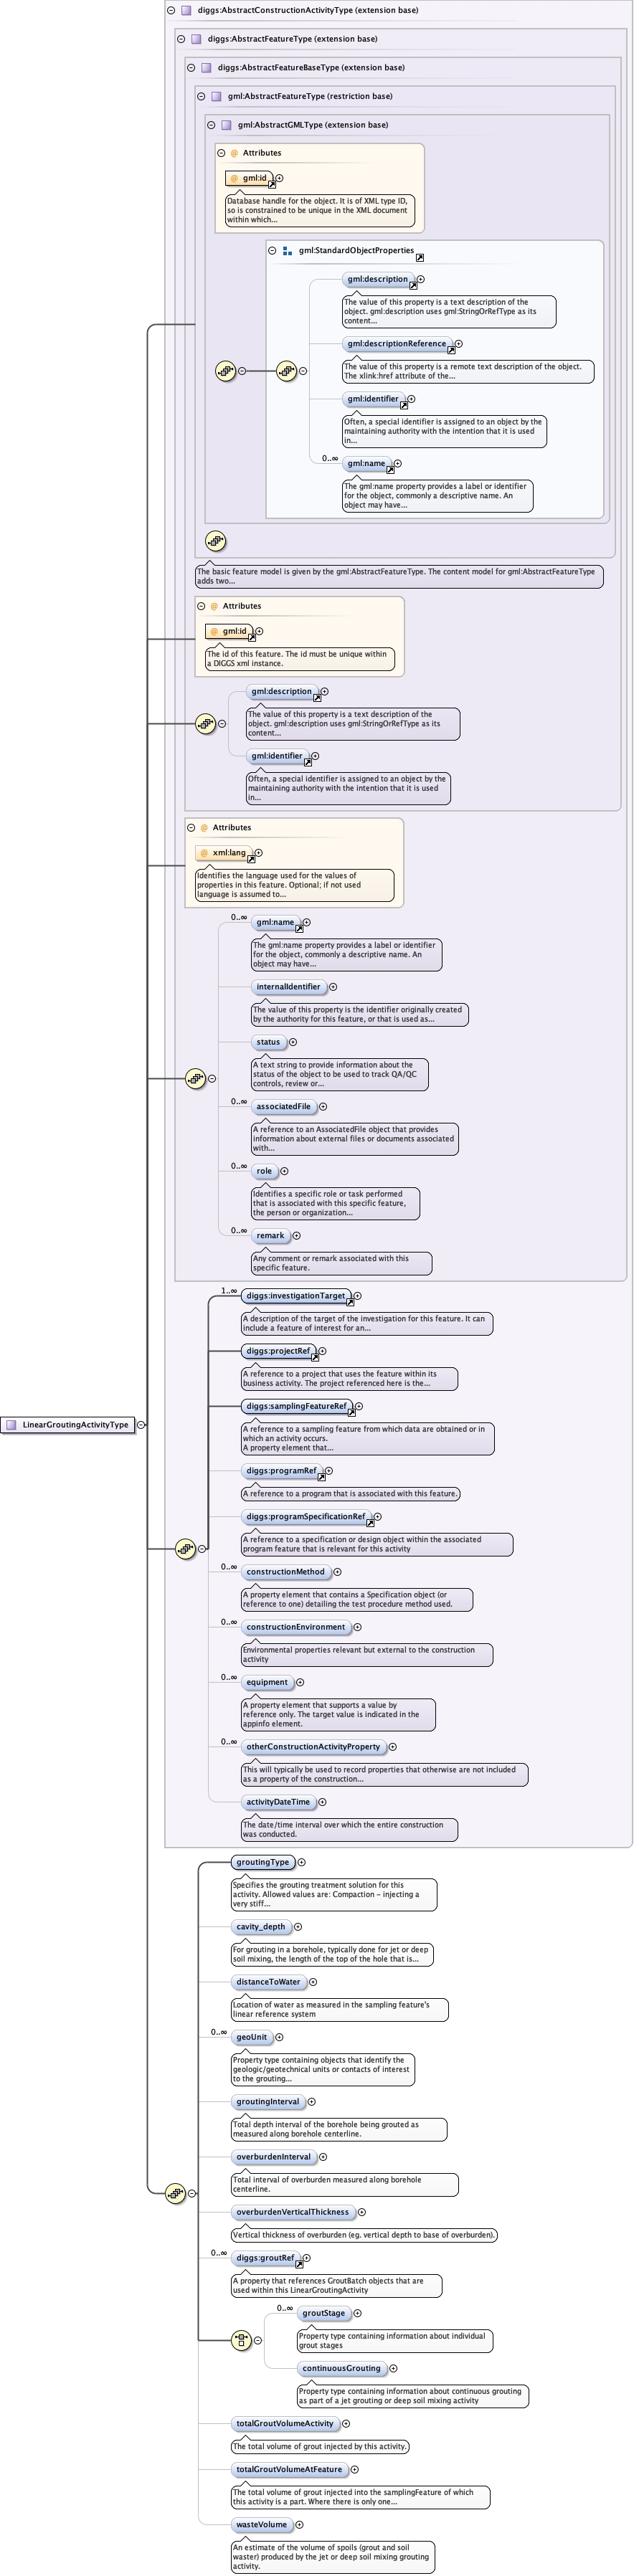 diggs:AbstractConstructionActivityType (extension base)
diggs:AbstractFeatureType (extension base)
diggs:AbstractFeatureBaseType (extension base)
gml:AbstractFeatureType (restriction base)
gml:AbstractGMLType (extension base)
@ Attributes
@ gml:id
Database handle for the object. It is of XML type ID,
so is constrained to be unique in the XML document
within which...
gml:StandardObjectProperties
gml:description
The value of this property is a text description of the
object. gml:description uses gml:StringOrRefType as its
content...
gml:descriptionReference
The value of this property is a remote text description of the object.
The xlink:href attribute of the...
gml:identifier
Often, a special identifier is assigned to an object by the
maintaining authority with the intention that it is used
in...
0..∞
gml:name
The gml:name property provides a label or identifier
for the object, commonly a descriptive name. An
object may have...
The basic feature model is given by the gml:AbstractFeatureType. The content model for gml:AbstractFeatureType
adds two...
@ Attributes
@ gml:id
The id of this feature. The id must be unique within
a DIGGS xml instance.
gml:description
The value of this property is a text description of the
object. gml:description uses gml:StringOrRefType as its
content...
gml:identifier
Often, a special identifier is assigned to an object by the
maintaining authority with the intention that it is used
in...
@ Attributes
@ xml:lang
Identifies the language used for the values of
properties in this feature. Optional; if not used
language is assumed to...
0..∞
gml:name
The gml:name property provides a label or identifier
for the object, commonly a descriptive name. An
object may have...
internalIdentifier
The value of this property is the identifier originally created
by the authority for this feature, or that is used as...
status
A text string to provide information about the
status of the object to be used to track QA/QC
controls, review or...
0..∞
associatedFile
A reference to an AssociatedFile object that provides
information about external files or documents associated
with...
0..∞
role
Identifies a specific role or task performed
that is associated with this specific feature,
the person or organization...
0..∞
remark
Any comment or remark associated with this
specific feature.
1..∞
diggs:investigationTarget
A description of the target of the investigation for this feature. It can
include a feature of interest for an...
diggs:projectRef
A reference to a project that uses the feature within its
business activity. The project referenced here is the...
diggs:samplingFeatureRef
A reference to a sampling feature from which data are obtained or in
which an activity occurs.
A property element that...
LinearGroutingActivityType
diggs:programRef
A reference to a program that is associated with this feature.
diggs:programSpecificationRef
A reference to a specification or design object within the associated
program feature that is relevant for this activity
0..∞
constructionMethod
A property element that contains a Specification object (or
reference to one) detailing the test procedure method used.
0..∞
constructionEnvironment
Environmental properties relevant but external to the construction
activity
0..∞
equipment
A property element that supports a value by
reference only. The target value is indicated in the
appinfo element.
0..∞
otherConstructionActivityProperty
This will typically be used to record properties that otherwise are not included
as a property of the construction...
activityDateTime
The date/time interval over which the entire construction
was conducted.
groutingType
Specifies the grouting treatment solution for this
activity. Allowed values are: Compaction - injecting a
very stiff...
cavity_depth
For grouting in a borehole, typically done for jet or deep
soil mixing, the length of the top of the hole that is...
distanceToWater
Location of water as measured in the sampling feature's
linear reference system
0..∞
geoUnit
Property type containing objects that identify the
geologic/geotechnical units or contacts of interest
to the grouting...
groutingInterval
Total depth interval of the borehole being grouted as
measured along borehole centerline.
overburdenInterval
Total interval of overburden measured along borehole
centerline.
overburdenVerticalThickness
Vertical thickness of overburden (eg. vertical depth to base of overburden).
0..∞
diggs:groutRef
A property that references GroutBatch objects that are
used within this LinearGroutingActivity
0..∞
groutStage
Property type containing information about individual
grout stages
continuousGrouting
Property type containing information about continuous grouting
as part of a jet grouting or deep soil mixing activity
totalGroutVolumeActivity
The total volume of grout injected by this activity.
totalGroutVolumeAtFeature
The total volume of grout injected into the samplingFeature of which
this activity is a part. Where there is only one...
wasteVolume
An estimate of the volume of spoils (grout and soil
waster) produced by the jet or deep soil mixing grouting
activity.